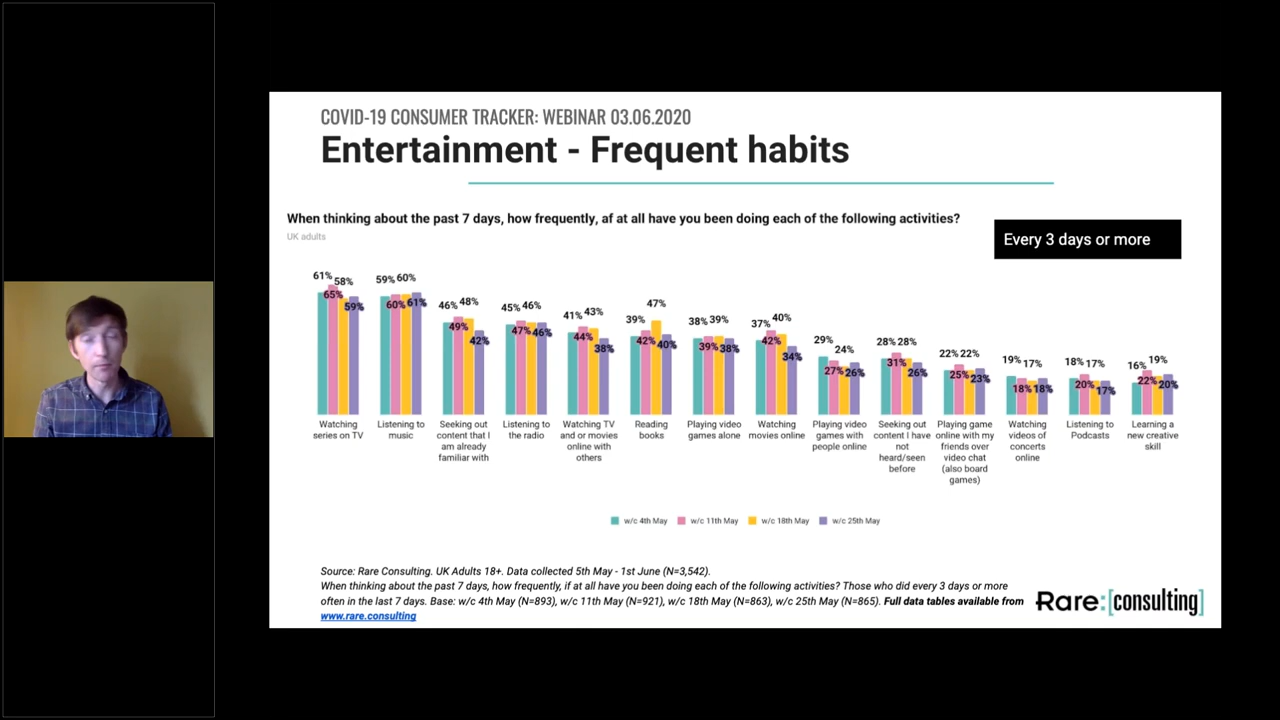 COVID-19 CONSUMER TRACKER: WEBINAR 03.06.2020
Entertainment - Frequent habits
When thinking about the past 7 days, how frequently, af at all have you been doing each of the following activities?
UK adults
Every 3 days or more
61% 65% 58% 59%
59% 60% 60% 61%
46% 49% 48% 42%
45% 47% 46% 46%
41% 44% 43% 38%
39% 42% 47% 40%
38% 39% 39% 38%
37% 42% 40% 34%
29% 27% 24% 26%
28% 31% 28% 26%
22% 25% 22% 23%
19% 18% 17% 18%
18% 20% 17% 17%
16% 22% 19% 20%
Watching
series on TV
Listening to
music
Seeking out
content that I
am already
familiar with
Listening to
the radio
Watching TV
and or movies
online with
others
Reading
books
Playing video
games alone
Watching
movies online
Playing video
games with
people online
Seeking out
content I have
not
heard/seen
before
Playing game
online with my
friends over
video chat
(also board
games)
Watching
videos of
concerts
online
Listening to
Podcasts
Learning a
new creative
skill
w/c 4th May w/c 11th May w/c 18th May w/c 25th May
Source: Rare Consulting. UK Adults 18+. Data collected 5th May - 1st June (N=3,542).
When thinking about the past 7 days, how frequently, if at all have you been doing each of the following activities? Those who did every 3 days or more
often in the last 7 days. Base: w/c 4th May (N=893), w/c 11th May (N=921), w/c 18th May (N=863), w/c 25th May (N=865). Full data tables available from
www.rare.consulting
Rare:[consulting]